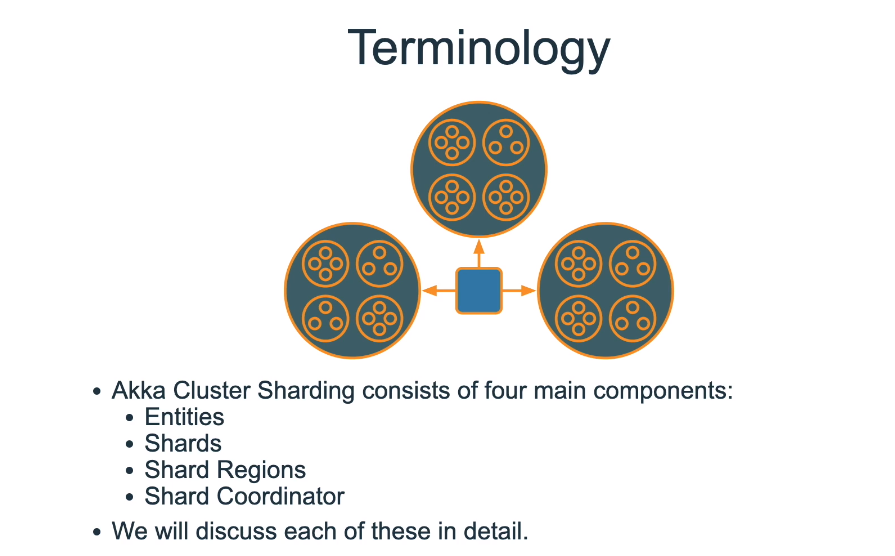 Terminology
• Akka Cluster Sharding consists of four main components:
• Entities
• Shards
• Shard Regions
• Shard Coordinator
• We will discuss each of these in detail.